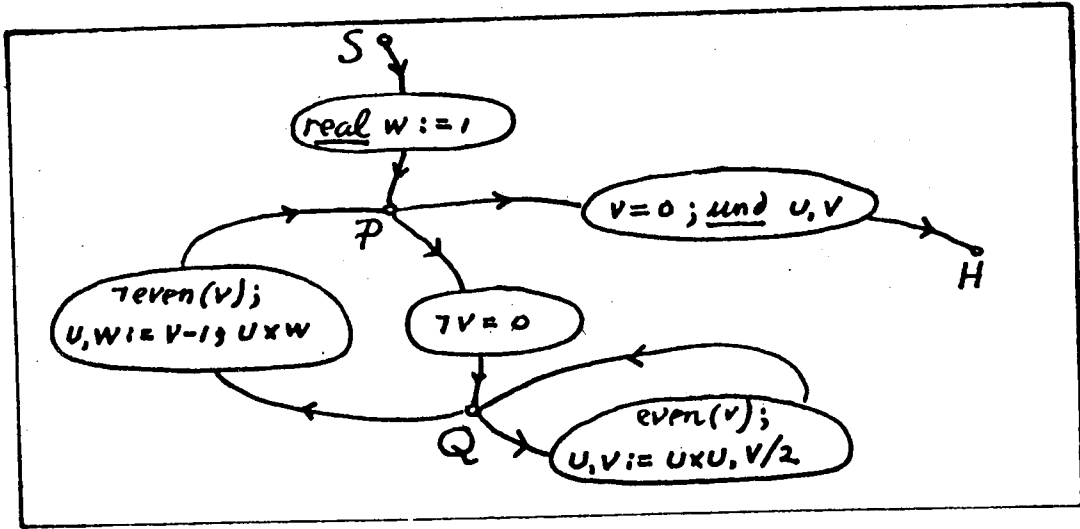 S
real w := 1
P
v = 0 ; und u, v
H
¬even(v);
u, w := v-1, u×w
¬v = 0
Q
even(v);
u, v := u×u, v/2